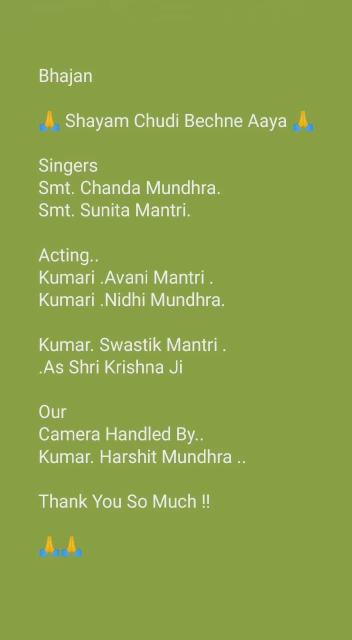 Bhajan
🙏 Shayam Chudi Bechne Aaya 🙏
Singers
Smt. Chanda Mundhra.
Smt. Sunita Mantri.
Acting..
Kumari .Avani Mantri .
Kumari .Nidhi Mundhra.
Kumar. Swastik Mantri .
.As Shri Krishna Ji
Our
Camera Handled By..
Kumar. Harshit Mundhra ..
Thank You So Much !!
🙏🙏